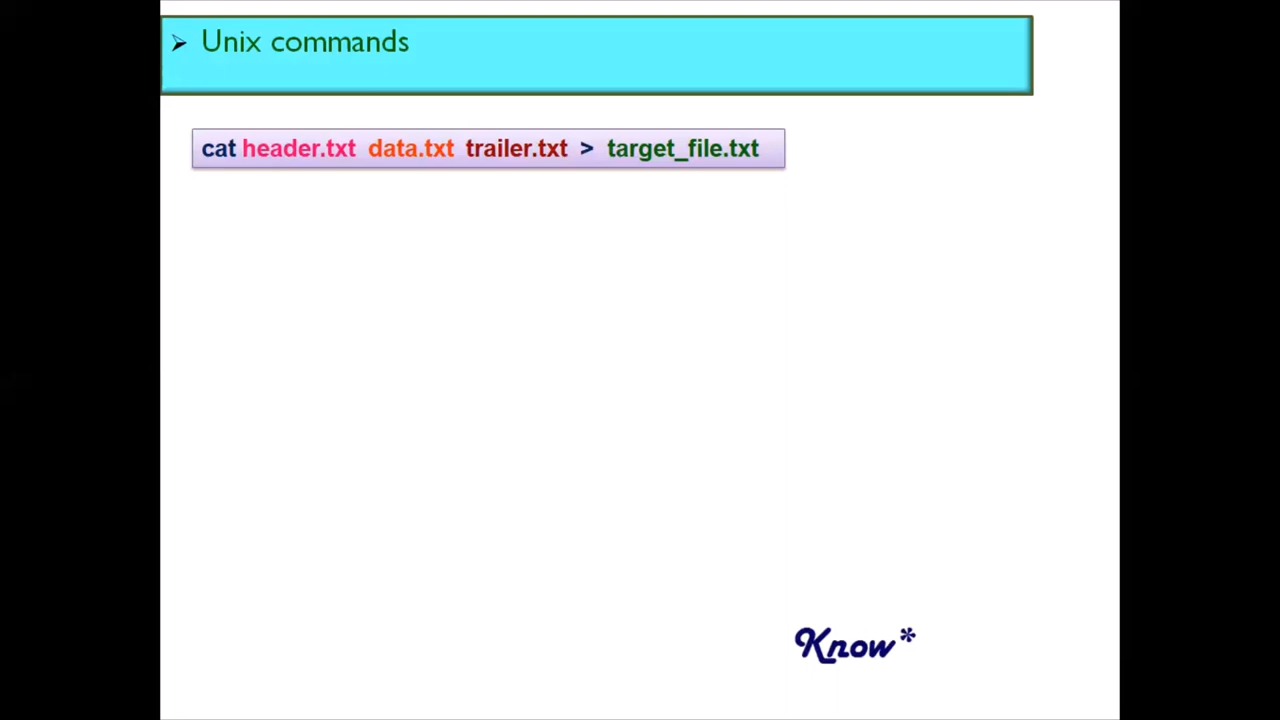 ➢ Unix commands
cat header.txt data.txt trailer.txt > target_file.txt
Know*